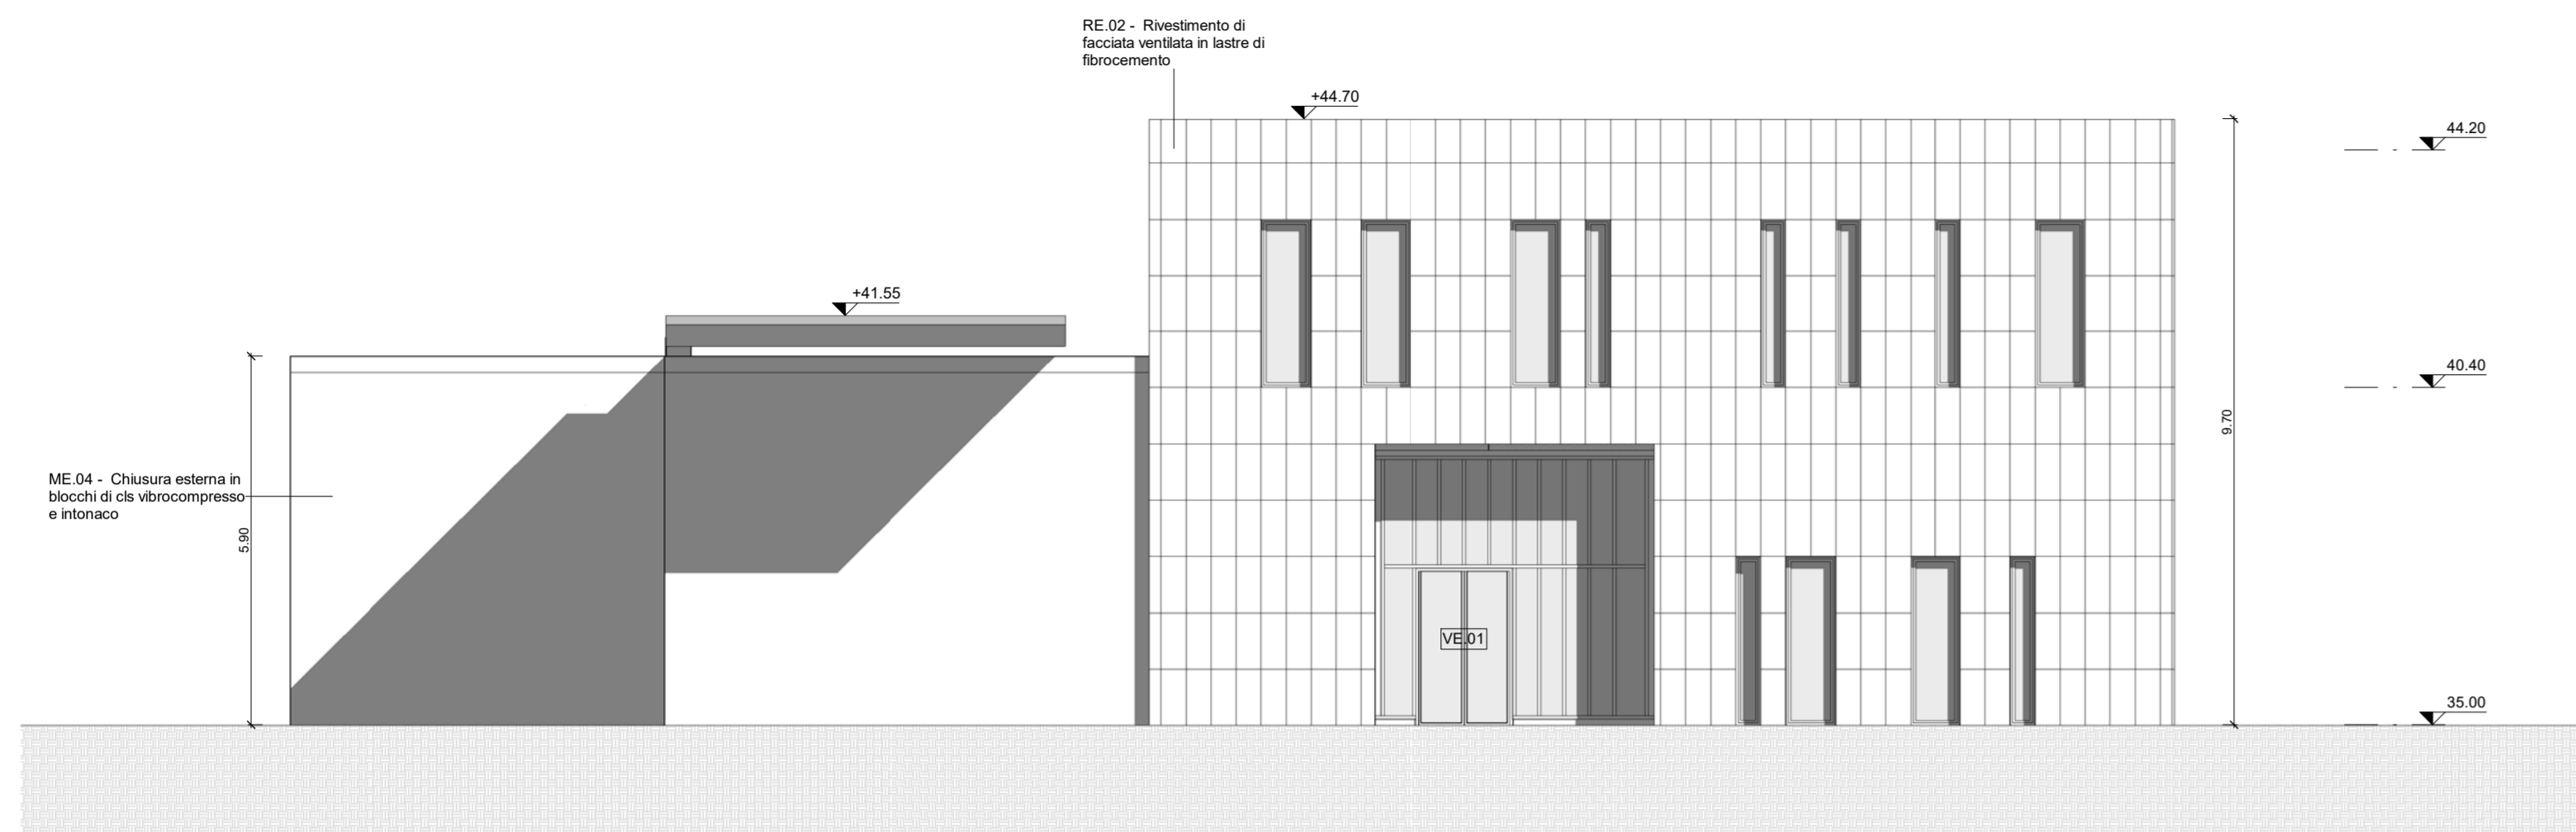 RE.02 - Rivestimento di
facciata ventilata in lastre di
fibrocemento
+44.70
44.20
+41.55
40.40
9.70
ME.04 - Chiusura esterna in
blocchi di cls vibrocompresso
e intonaco
5.90
VE.01
35.00